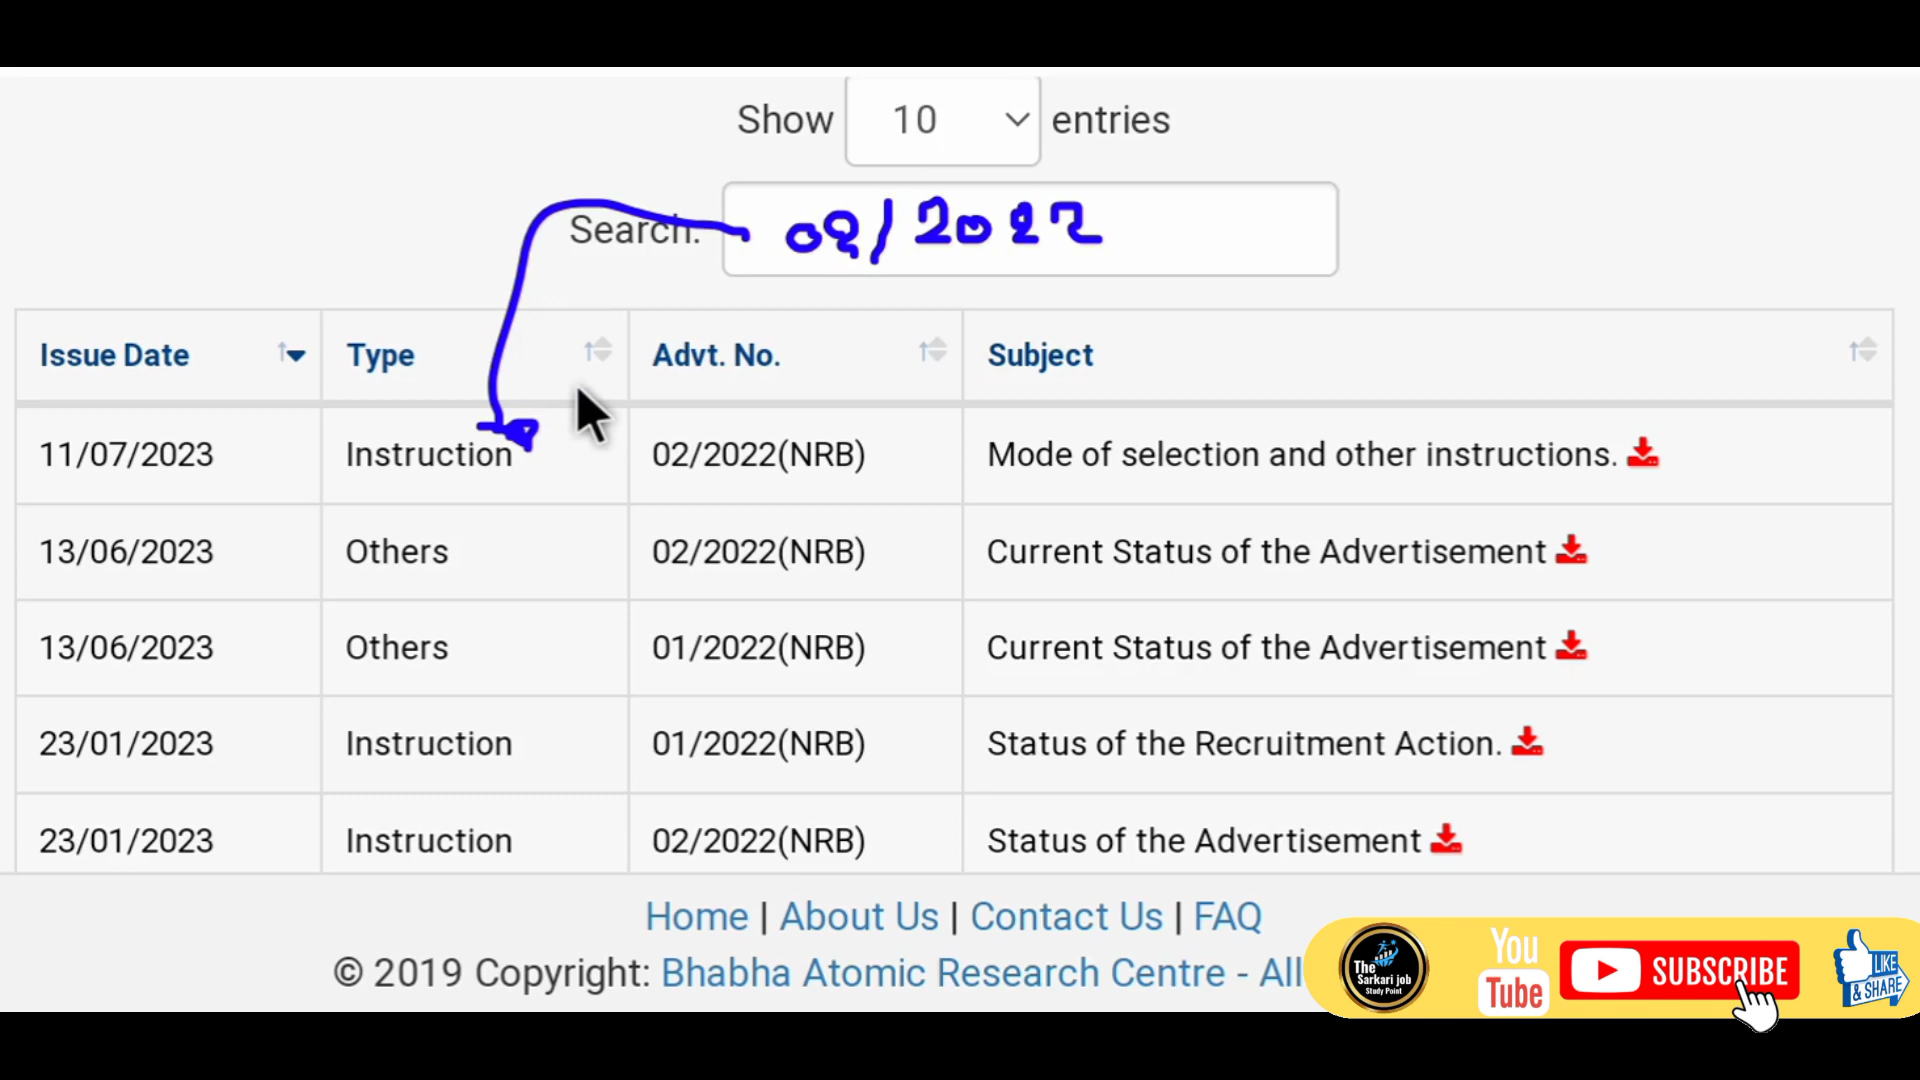 Show 10 entries
Search: 02/2022
Issue Date Type Advt. No. Subject
11/07/2023 Instruction 02/2022(NRB) Mode of selection and other instructions.
13/06/2023 Others 02/2022(NRB) Current Status of the Advertisement
13/06/2023 Others 01/2022(NRB) Current Status of the Advertisement
23/01/2023 Instruction 01/2022(NRB) Status of the Recruitment Action.
23/01/2023 Instruction 02/2022(NRB) Status of the Advertisement
Home | About Us | Contact Us | FAQ
© 2019 Copyright: Bhabha Atomic Research Centre - All
The
Sarkari job
Study Point
You
Tube
SUBSCRIBE
LIKE
& SHARE